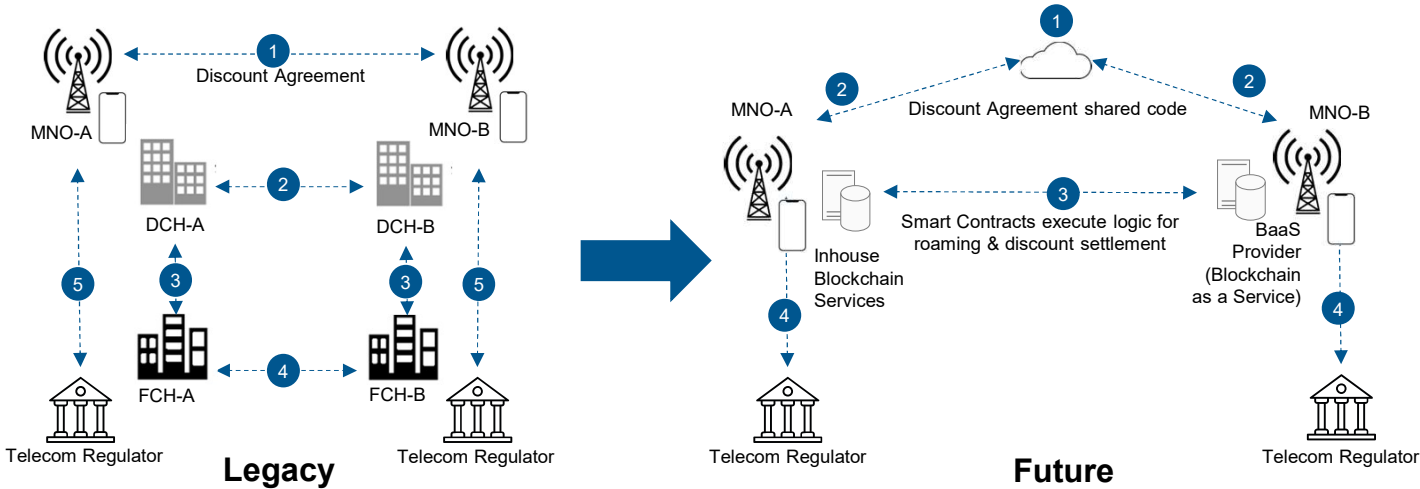 1
Discount Agreement
MNO-A
MNO-B
2
DCH-A
DCH-B
3
3
5
5
4
FCH-A
FCH-B
Telecom Regulator
Telecom Regulator
Legacy
1
2
2
Discount Agreement shared code
MNO-A
MNO-B
3
Smart Contracts execute logic for
roaming & discount settlement
Inhouse
Blockchain
Services
BaaS
Provider
(Blockchain
as a Service)
4
4
Telecom Regulator
Telecom Regulator
Future